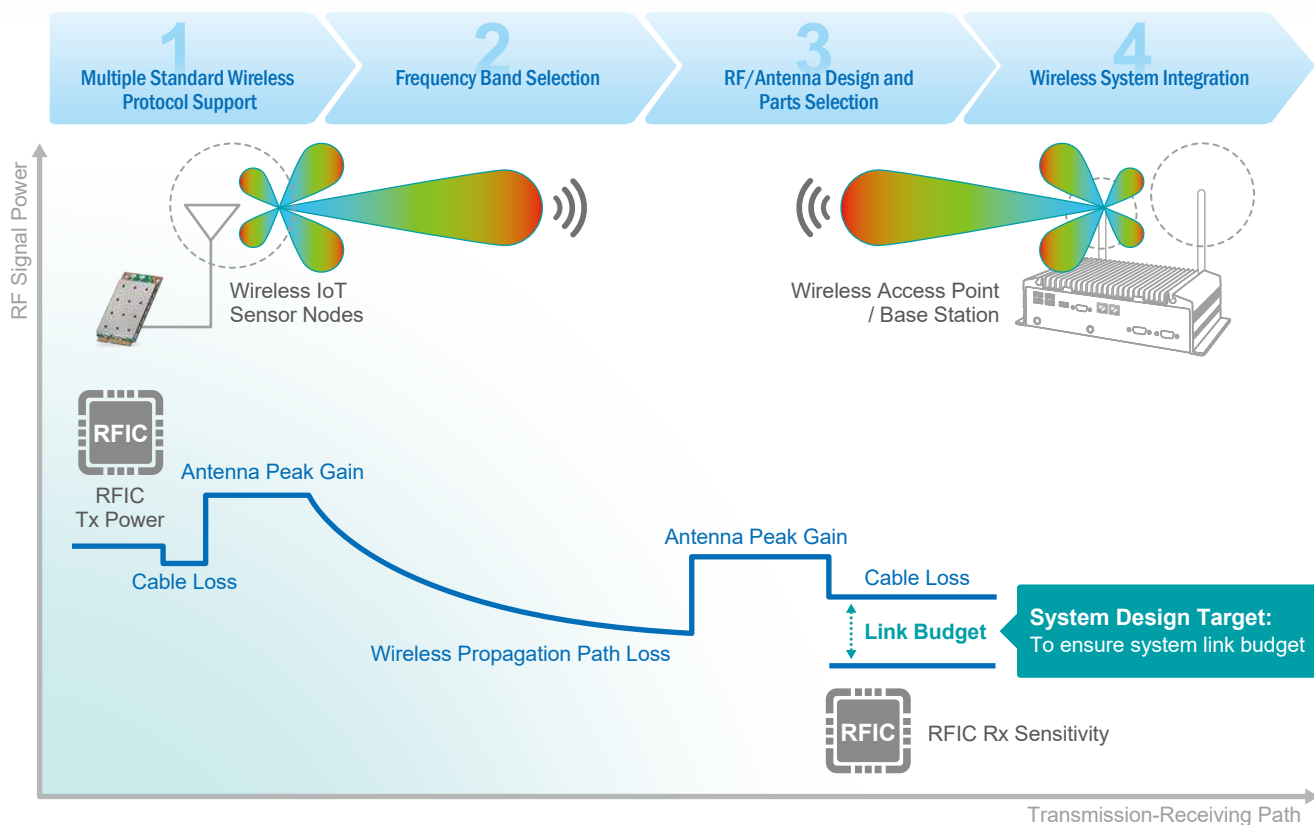 1
Multiple Standard Wireless
Protocol Support
2
Frequency Band Selection
3
RF/Antenna Design and
Parts Selection
4
Wireless System Integration
RF Signal Power
Wireless IoT
Sensor Nodes
Wireless Access Point
/ Base Station
RFIC
RFIC
Tx Power
Antenna Peak Gain
Cable Loss
Wireless Propagation Path Loss
Antenna Peak Gain
Cable Loss
Link Budget
System Design Target:
To ensure system link budget
RFIC
RFIC Rx Sensitivity
Transmission-Receiving Path